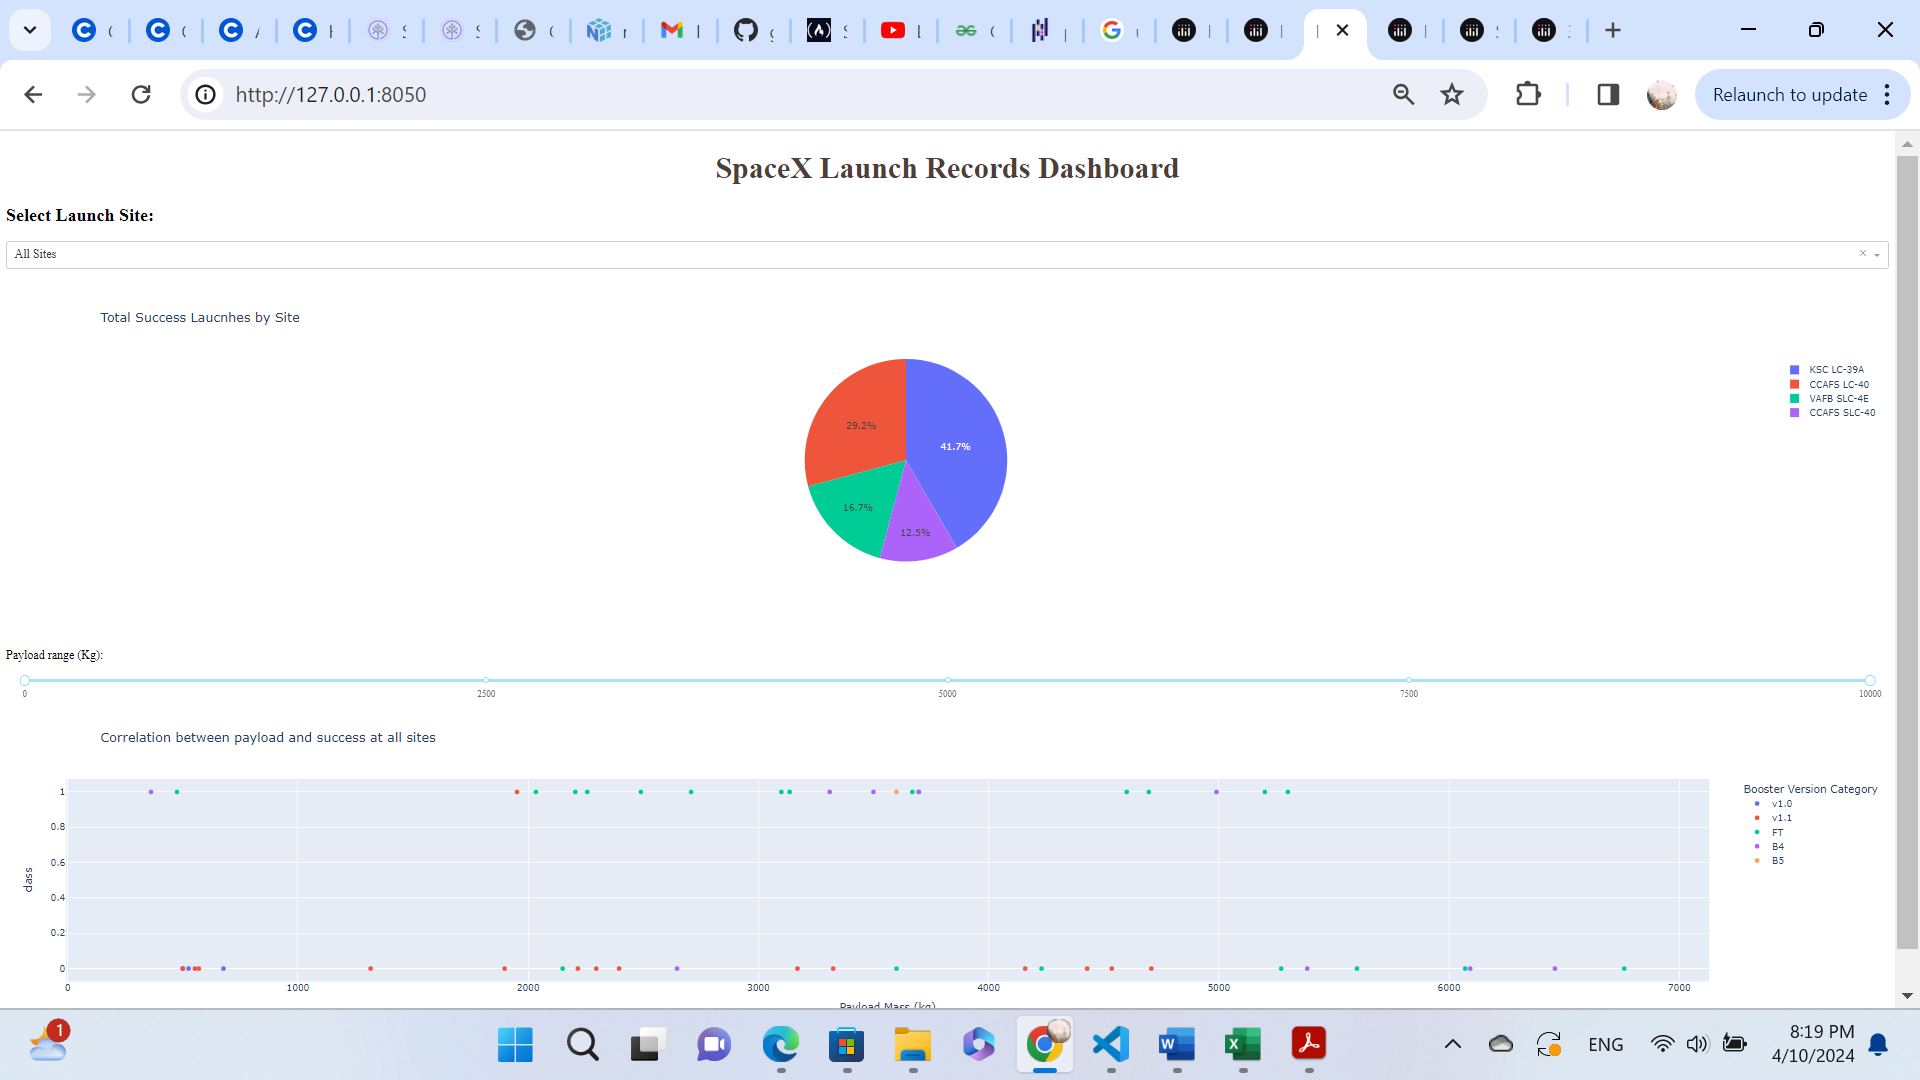 http://127.0.0.1:8050
Relaunch to update
SpaceX Launch Records Dashboard
Select Launch Site:
All Sites
Total Success Laucnhes by Site
29.2%
41.7%
16.7%
12.5%
KSC LC-39A
CCAFS LC-40
VAFB SLC-4E
CCAFS SLC-40
Payload range (Kg):
0 2500 5000 7500 10000
Correlation between payload and success at all sites
1
0.8
0.6
0.4
0.2
0
class
0 1000 2000 3000 4000 5000 6000 7000
Payload Mass (kg)
Booster Version Category
v1.0
v1.1
FT
B4
B5
1
ENG
8:19 PM
4/10/2024